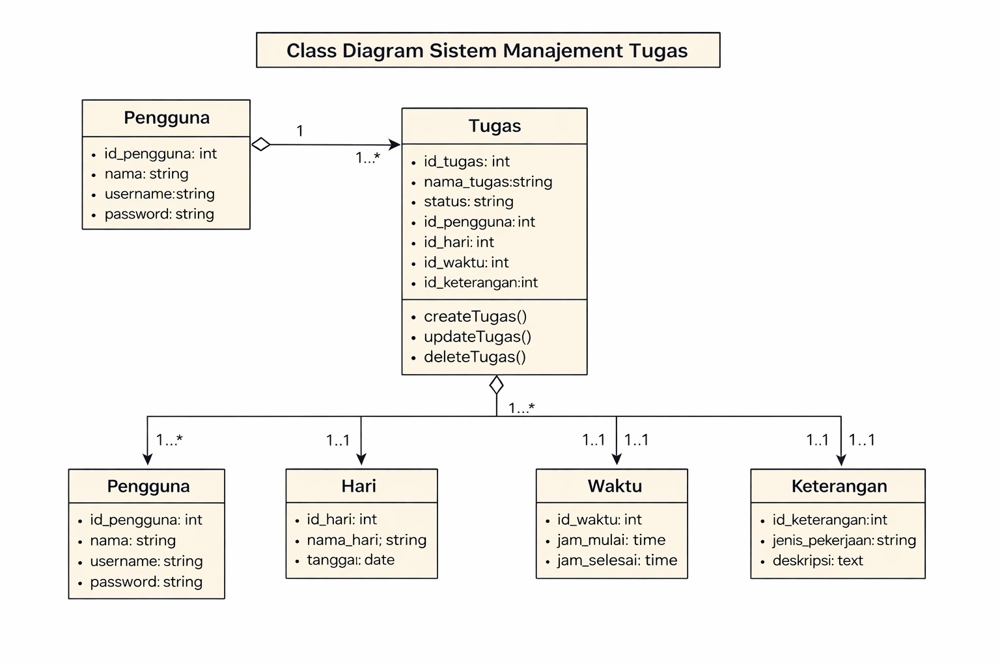 Class Diagram Sistem Manajement Tugas
Pengguna
• id_pengguna: int
• nama: string
• username:string
• password: string
1
1...*
Tugas
• id_tugas: int
• nama_tugas:string
• status: string
• id_pengguna: int
• id_hari: int
• id_waktu: int
• id_keterangan:int
• createTugas()
• updateTugas()
• deleteTugas()
1...*
1...*
1..1
1..1 1..1
1..1 1..1
Pengguna
• id_pengguna: int
• nama: string
• username: string
• password: string
Hari
• id_hari: int
• nama_hari; string
• tanggaı: date
Waktu
• id_waktu: int
• jam_mulai: time
• jam_selesai: time
Keterangan
• id_keterangan:int
• jenis_pekerjaan: string
• deskripsi: text